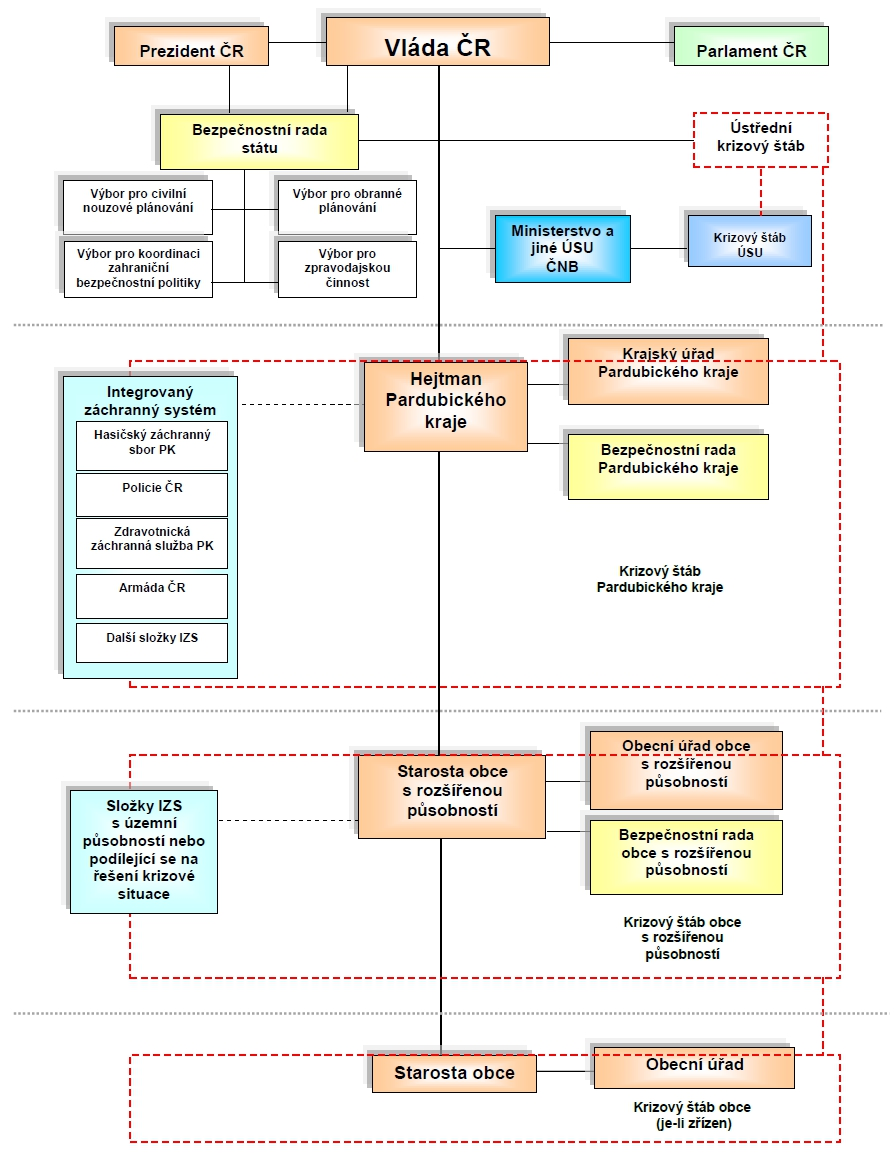 Prezident ČR
Vláda ČR
Parlament ČR
Bezpečnostní rada
státu
Ústřední
krizový štáb
Výbor pro civilní
nouzové plánování
Výbor pro obranné
plánování
Výbor pro koordinaci
zahraniční
bezpečnostní politiky
Výbor pro
zpravodajskou
činnost
Ministerstvo a
jiné ÚSU
ČNB
Krizový štáb
ÚSU
Hejtman
Pardubického
kraje
Krajský úřad
Pardubického kraje
Bezpečnostní rada
Pardubického kraje
Integrovaný
záchranný systém
Hasičský záchranný
sbor PK
Policie ČR
Zdravotnická
záchranná služba PK
Armáda ČR
Další složky IZS
Krizový štáb
Pardubického kraje
Starosta obce
s rozšířenou
působností
Obecní úřad obce
s rozšířenou
působností
Bezpečnostní rada
obce s rozšířenou
působností
Složky IZS
s územní
působností nebo
podílející se na
řešení krizové
situace
Krizový štáb obce
s rozšířenou
působností
Starosta obce
Obecní úřad
Krizový štáb obce
(je-li zřízen)